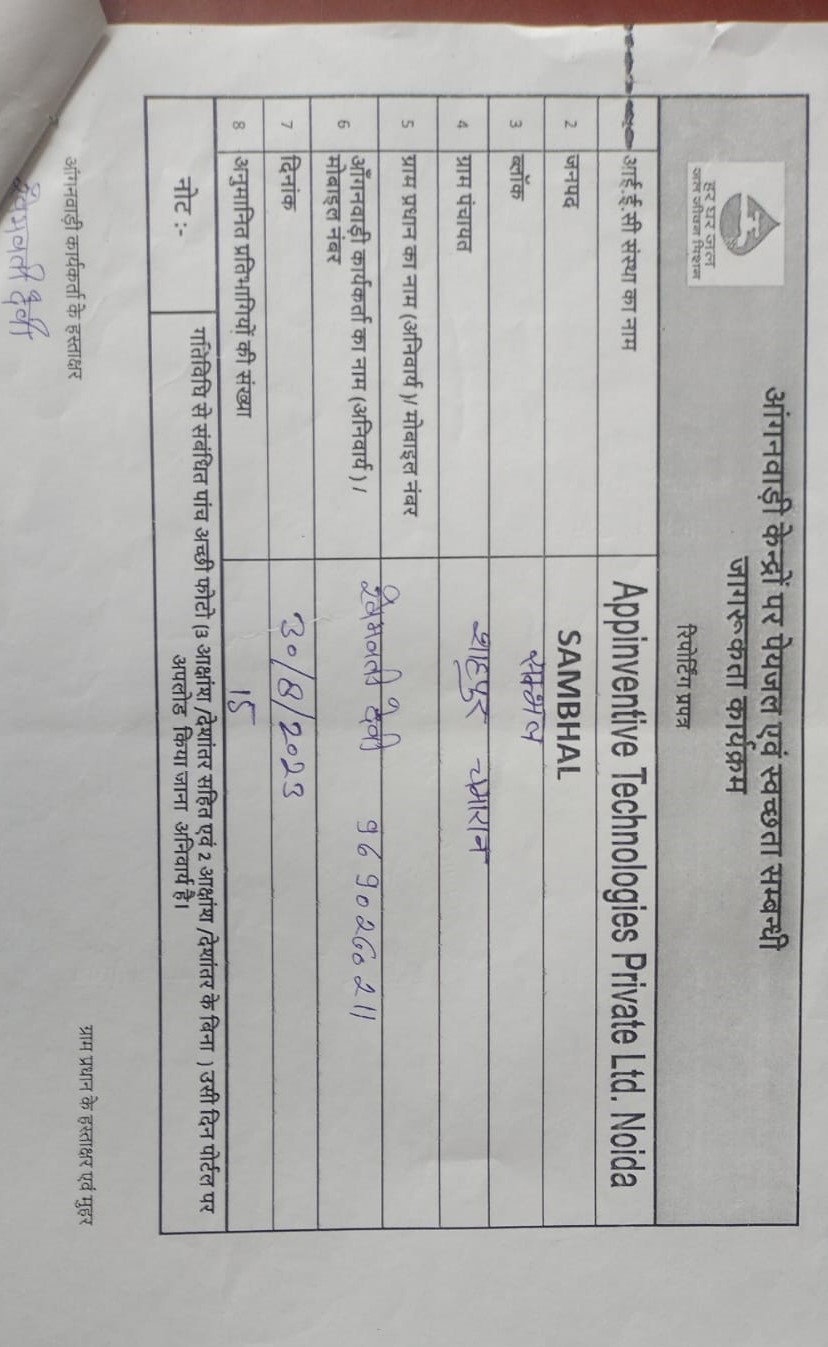 हर घर जल
जल जीवन मिशन
आंगनवाड़ी केन्द्रों पर पेयजल एवं स्वच्छता सम्बन्धी
जागरूकता कार्यक्रम
रिपोर्टिंग प्रपत्र
आई.ई.सी संस्था का नाम Appinventive Technologies Private Ltd. Noida
2 जनपद SAMBHAL
3 ब्लॉक सम्भल
4 ग्राम पंचायत शाहपुर चमारान
5 ग्राम प्रधान का नाम (अनिवार्य )/ मोबाइल नंबर
6 आँगनवाड़ी कार्यकर्ता का नाम (अनिवार्य ) /
मोबाइल नंबर देवी 9690260211
7 दिनांक 30/8/2023
8 अनुमानित प्रतिभागियों की संख्या 15
नोट :- गतिविधि से संबंधित पांच अच्छी फोटो (3 आक्षांश /देशांतर सहित एवं 2 आक्षांश /देशांतर के बिना ) उसी दिन पोर्टल पर
अपलोड किया जाना अनिवार्य है।
आंगनवाड़ी कार्यकर्ता के हस्ताक्षर ग्राम प्रधान के हस्ताक्षर एवं मुहर
देवी